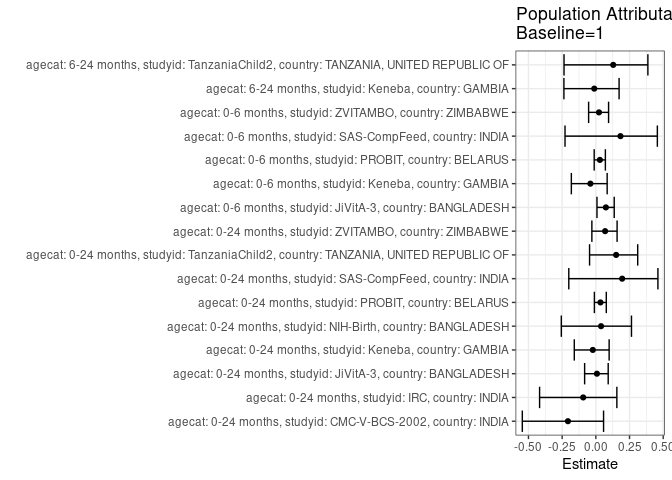 Population Attributa
Baseline=1
agecat: 6-24 months, studyid: TanzaniaChild2, country: TANZANIA, UNITED REPUBLIC OF
agecat: 6-24 months, studyid: Keneba, country: GAMBIA
agecat: 0-6 months, studyid: ZVITAMBO, country: ZIMBABWE
agecat: 0-6 months, studyid: SAS-CompFeed, country: INDIA
agecat: 0-6 months, studyid: PROBIT, country: BELARUS
agecat: 0-6 months, studyid: Keneba, country: GAMBIA
agecat: 0-6 months, studyid: JiVitA-3, country: BANGLADESH
agecat: 0-24 months, studyid: ZVITAMBO, country: ZIMBABWE
agecat: 0-24 months, studyid: TanzaniaChild2, country: TANZANIA, UNITED REPUBLIC OF
agecat: 0-24 months, studyid: SAS-CompFeed, country: INDIA
agecat: 0-24 months, studyid: PROBIT, country: BELARUS
agecat: 0-24 months, studyid: NIH-Birth, country: BANGLADESH
agecat: 0-24 months, studyid: Keneba, country: GAMBIA
agecat: 0-24 months, studyid: JiVitA-3, country: BANGLADESH
agecat: 0-24 months, studyid: IRC, country: INDIA
agecat: 0-24 months, studyid: CMC-V-BCS-2002, country: INDIA
-0.50 -0.25 0.00 0.25 0.50
Estimate